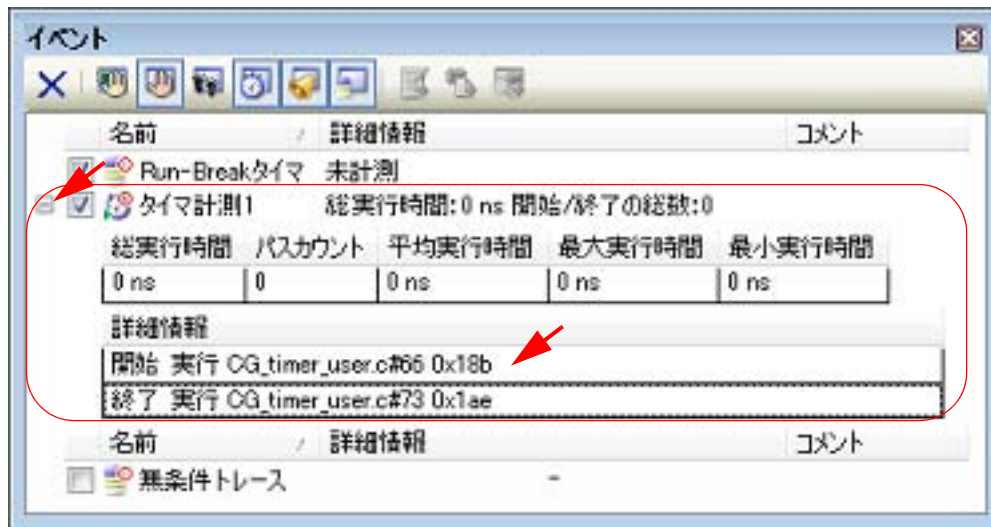 イベント
名前 詳細情報 コメント
Run-Breakタイマ 未計測
タイマ計測1 総実行時間: 0 ns 開始/終了の総数: 0
総実行時間 パスカウント 平均実行時間 最大実行時間 最小実行時間
0 ns 0 0 ns 0 ns 0 ns
詳細情報
開始 実行 CG_timer_user.c#66 0x18b
終了 実行 CG_timer_user.c#73 0x1ae
名前 詳細情報 コメント
無条件トレース -